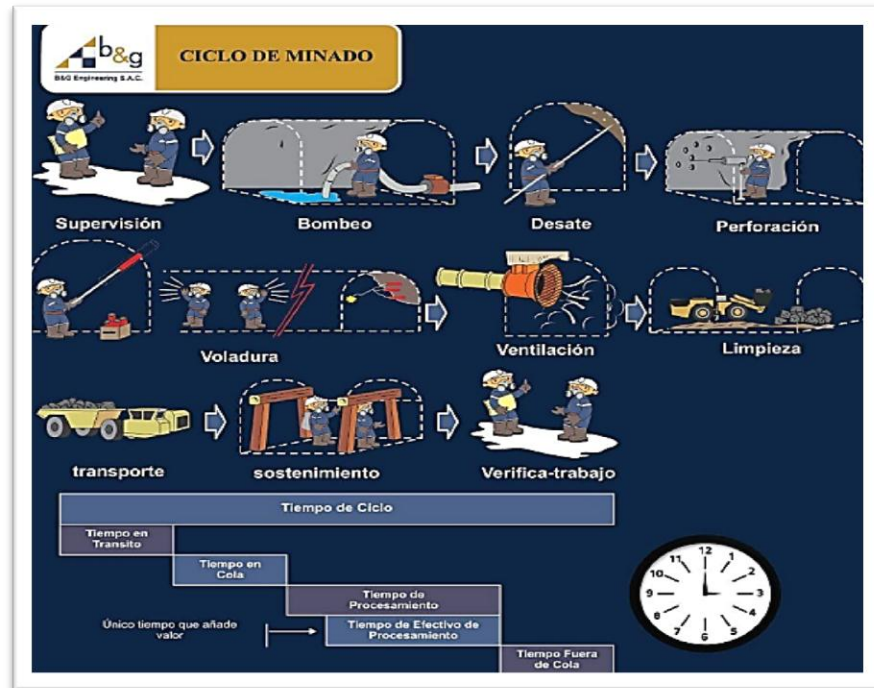 b&g
B&G Engineering S.A.C.
CICLO DE MINADO
Supervisión
Bombeo
Desate
Perforación
Voladura
Ventilación
Limpieza
transporte
sostenimiento
Verifica-trabajo
Tiempo de Ciclo
Tiempo en
Transito
Tiempo en
Cola
Tiempo de
Procesamiento
Único tiempo que añade
valor
Tiempo de Efectivo de
Procesamiento
Tiempo Fuera
de Cola
12
1
2
3
4
5
6
7
8
9
10
11